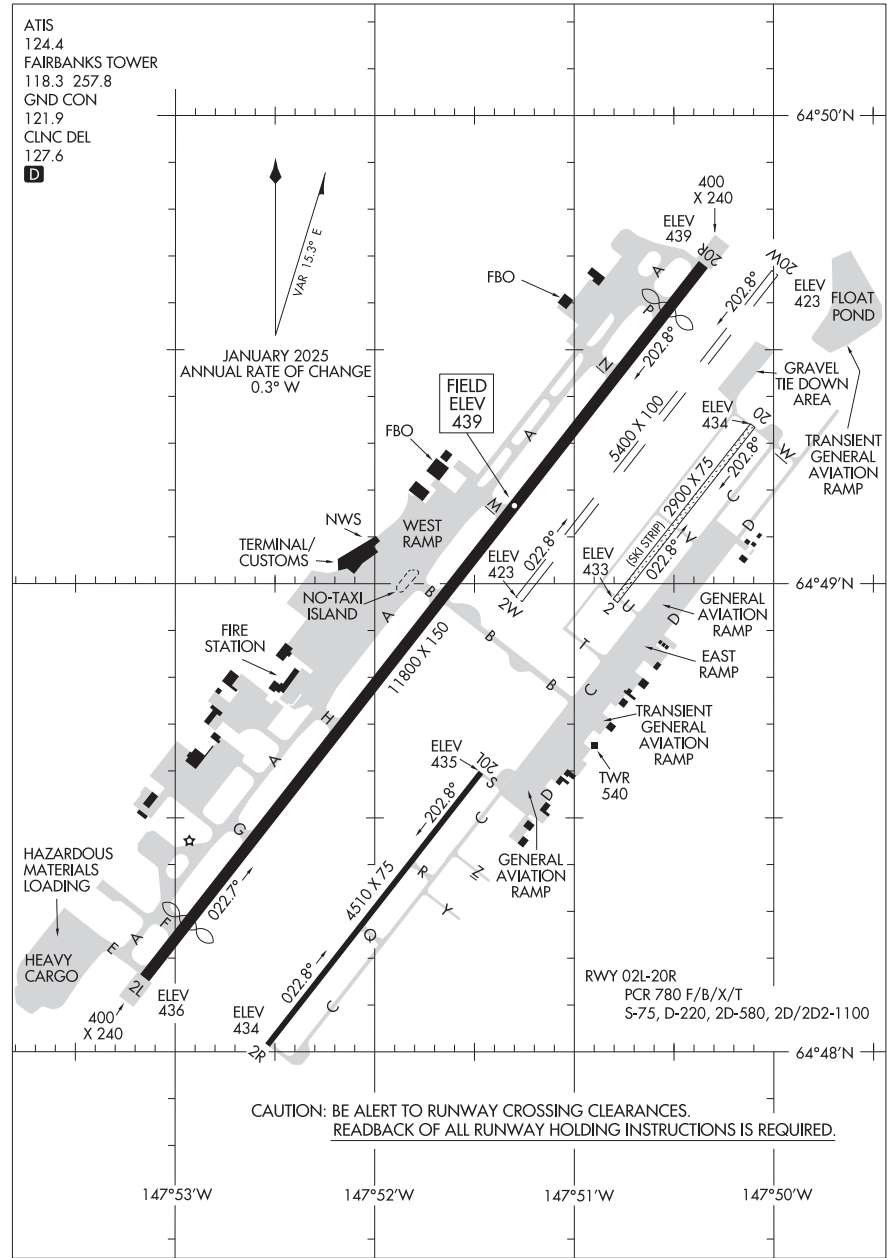 ATIS
124.4
FAIRBANKS TOWER
118.3 257.8
GND CON
121.9
CLNC DEL
127.6
D
64°50'N
VAR 15.3° E
JANUARY 2025
ANNUAL RATE OF CHANGE
0.3° W
400
X 240
ELEV
439
20R
A
P
202.8°
FBO
20W
202.8°
ELEV
423
FLOAT
POND
N
GRAVEL
TIE DOWN
AREA
FIELD
ELEV
439
A
5400 X 100
ELEV
434
20
202.8°
W
TRANSIENT
GENERAL
AVIATION
RAMP
FBO
M
2900 X 75
(SKI STRIP)
C
V
D
022.8°
NWS
WEST
RAMP
TERMINAL/
CUSTOMS
ELEV
423
022.8°
2W
ELEV
433
2
U
64°49'N
NO-TAXI
ISLAND
B
A
B
T
D
GENERAL
AVIATION
RAMP
FIRE
STATION
11800 X 150
B
C
EAST
RAMP
H
TRANSIENT
GENERAL
AVIATION
RAMP
ELEV
435
20L
S
A
TWR
540
D
202.8°
C
G
GENERAL
AVIATION
RAMP
HAZARDOUS
MATERIALS
LOADING
022.7°
4510 X 75
R
Z
Y
F
A
E
Q
HEAVY
CARGO
2L
022.8°
400
X 240
ELEV
436
ELEV
434
C
2R
RWY 02L-20R
PCR 780 F/B/X/T
S-75, D-220, 2D-580, 2D/2D2-1100
64°48'N
CAUTION: BE ALERT TO RUNWAY CROSSING CLEARANCES.
READBACK OF ALL RUNWAY HOLDING INSTRUCTIONS IS REQUIRED.
147°53'W
147°52'W
147°51'W
147°50'W